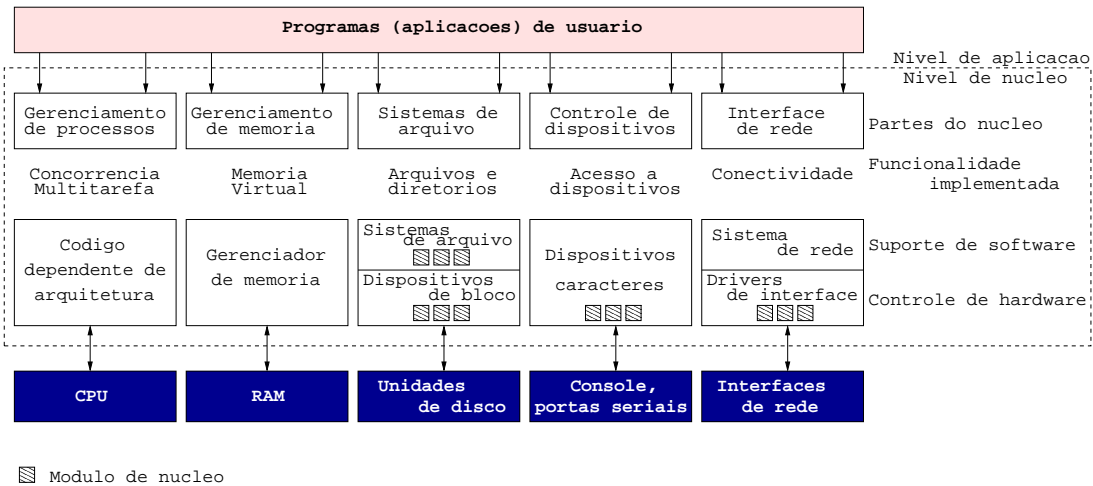 Programas (aplicacoes) de usuario
Nivel de aplicacao
Nivel de nucleo
Gerenciamento
de processos
Gerenciamento
de memoria
Sistemas de
arquivo
Controle de
dispositivos
Interface
de rede
Partes do nucleo
Concorrencia
Multitarefa
Memoria
Virtual
Arquivos e
diretorios
Acesso a
dispositivos
Conectividade
Funcionalidade
implementada
Codigo
dependente de
arquitetura
Gerenciador
de memoria
Sistemas
de arquivo
Dispositivos
de bloco
Dispositivos
caracteres
Sistema
de rede
Drivers
de interface
Suporte de software
Controle de hardware
CPU
RAM
Unidades
de disco
Console,
portas seriais
Interfaces
de rede
Modulo de nucleo